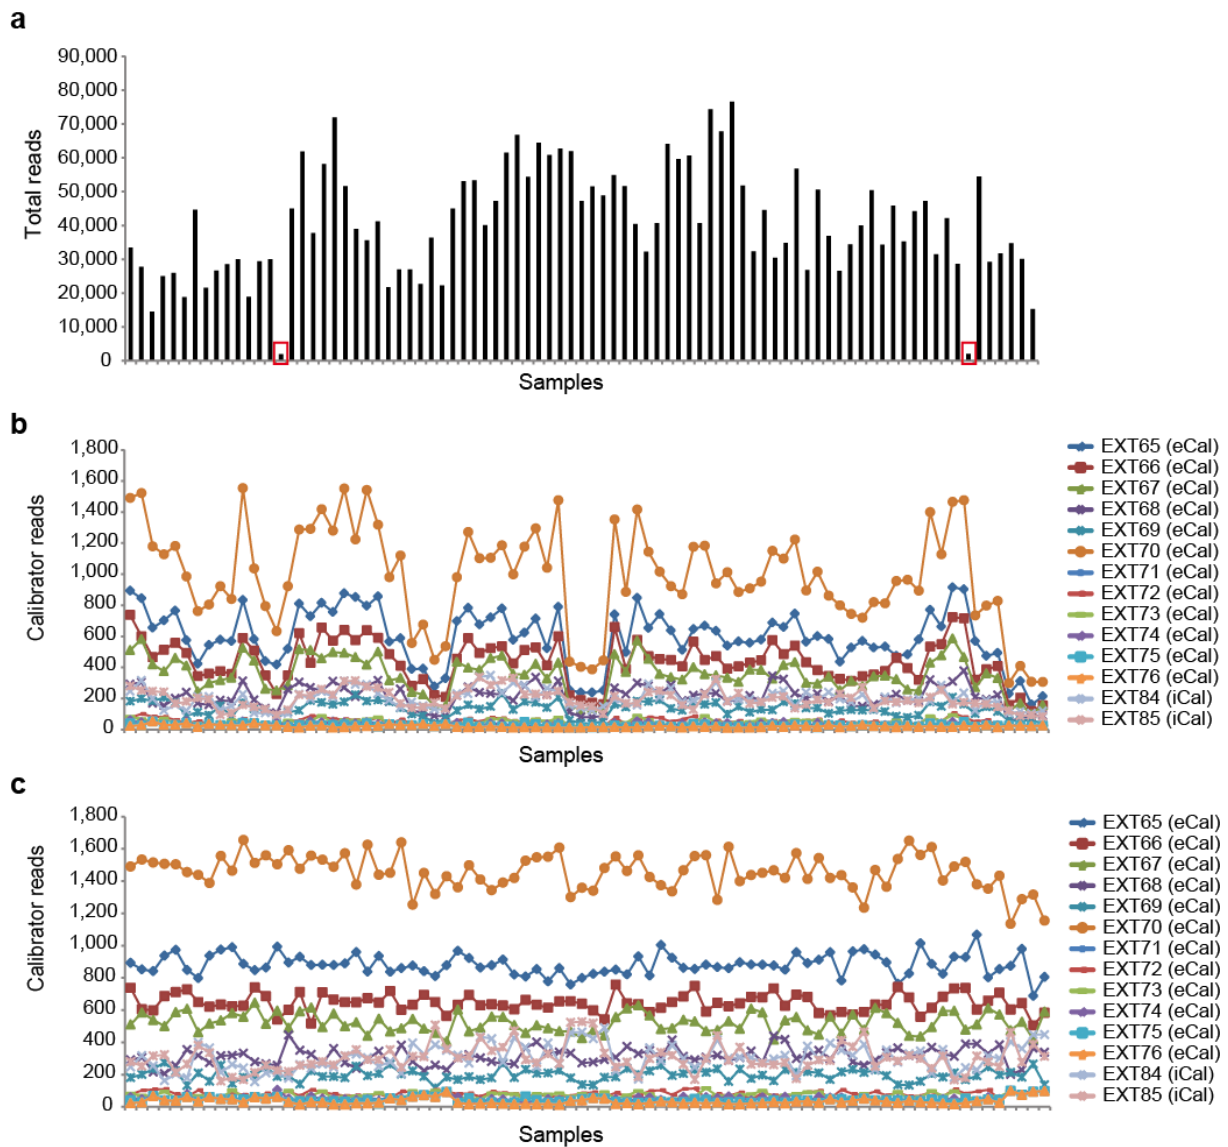 a
90,000
80,000
70,000
60,000
50,000
40,000
30,000
20,000
10,000
0
Total reads
Samples
b
1,800
1,600
1,400
1,200
1,000
800
600
400
200
0
Calibrator reads
Samples
EXT65 (eCal)
EXT66 (eCal)
EXT67 (eCal)
EXT68 (eCal)
EXT69 (eCal)
EXT70 (eCal)
EXT71 (eCal)
EXT72 (eCal)
EXT73 (eCal)
EXT74 (eCal)
EXT75 (eCal)
EXT76 (eCal)
EXT84 (iCal)
EXT85 (iCal)
c
1,800
1,600
1,400
1,200
1,000
800
600
400
200
0
Calibrator reads
Samples
EXT65 (eCal)
EXT66 (eCal)
EXT67 (eCal)
EXT68 (eCal)
EXT69 (eCal)
EXT70 (eCal)
EXT71 (eCal)
EXT72 (eCal)
EXT73 (eCal)
EXT74 (eCal)
EXT75 (eCal)
EXT76 (eCal)
EXT84 (iCal)
EXT85 (iCal)